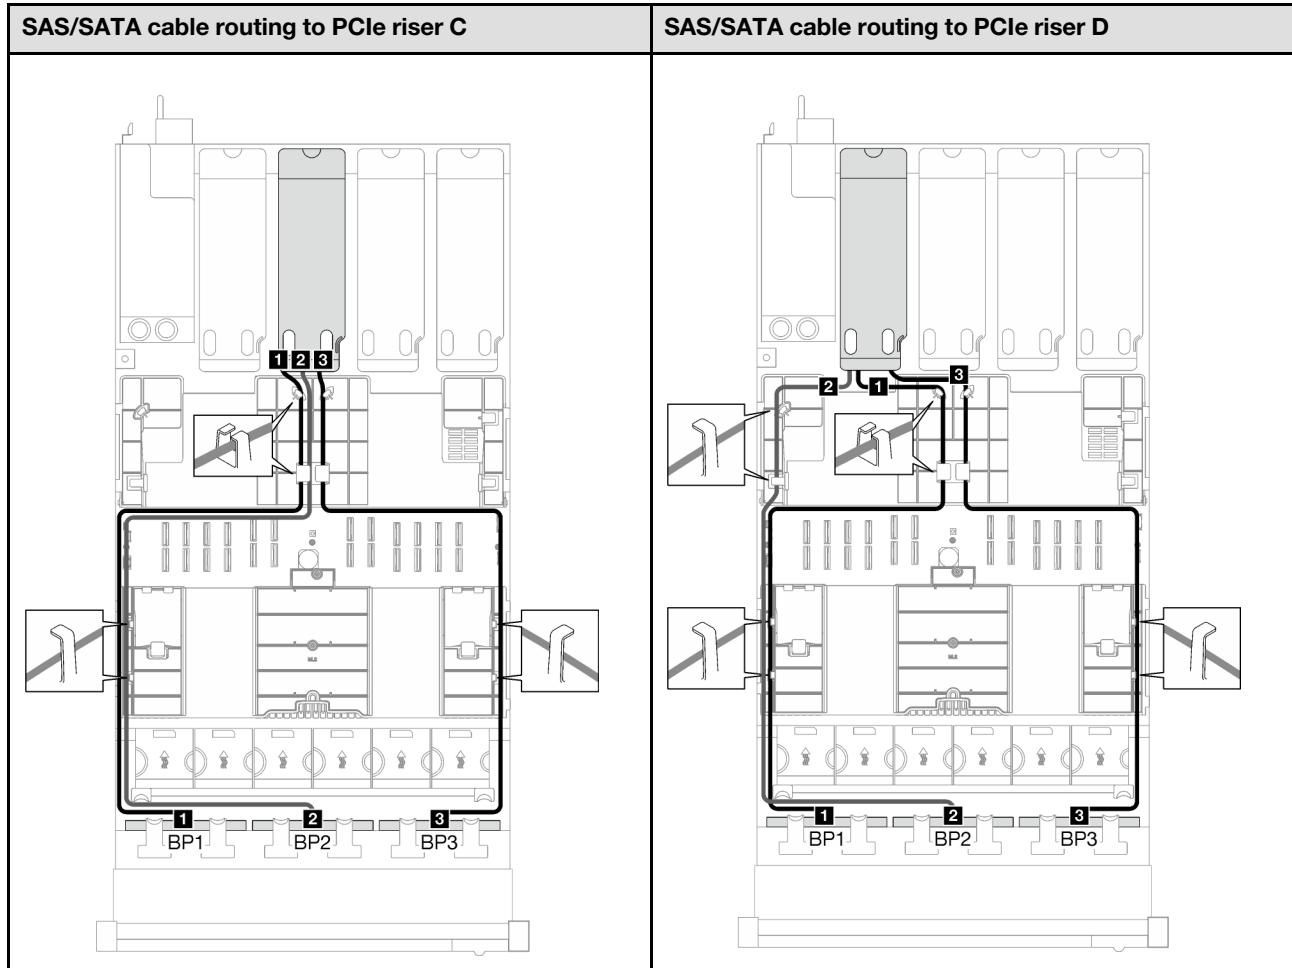 SAS/SATA cable routing to PCIe riser C
SAS/SATA cable routing to PCIe riser D
1 2 3
2 1 3
1 2 3
BP1 BP2 BP3
1 2 3
BP1 BP2 BP3